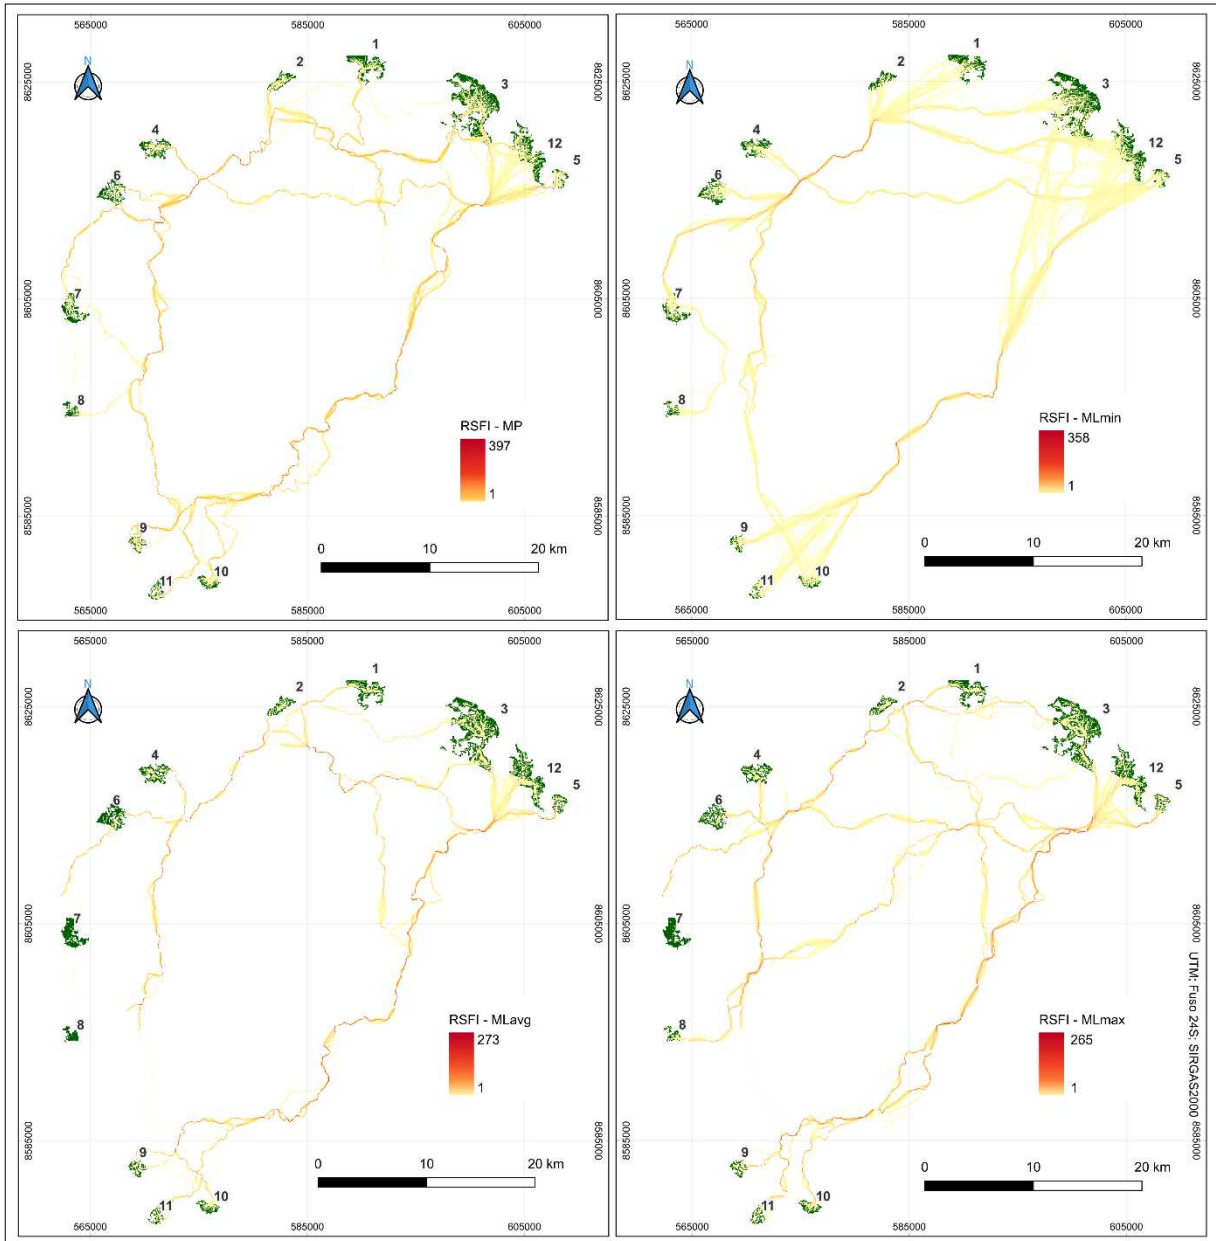 565000 585000 605000
565000 585000 605000
8625000 8625000
8605000 8605000
8585000 8585000
N
1
2
3
4
12
5
6
7
8
9
11
10
RSFI - MP
397
1
0 10 20 km
565000 585000 605000
N
1
2
3
4
12
5
6
7
8
9
11
10
RSFI - MLmin
358
1
0 10 20 km
565000 585000 605000
565000 585000 605000
565000 585000 605000
8625000 8625000
8605000 8605000
8585000 8585000
N
1
2
3
4
12
5
6
7
8
9
11
10
RSFI - MLavg
273
1
0 10 20 km
N
1
2
3
4
12
5
6
7
8
9
11
10
RSFI - MLmax
265
1
0 10 20 km
UTM; Fuso 24S; SIRGAS2000
565000 585000 605000
565000 585000 605000